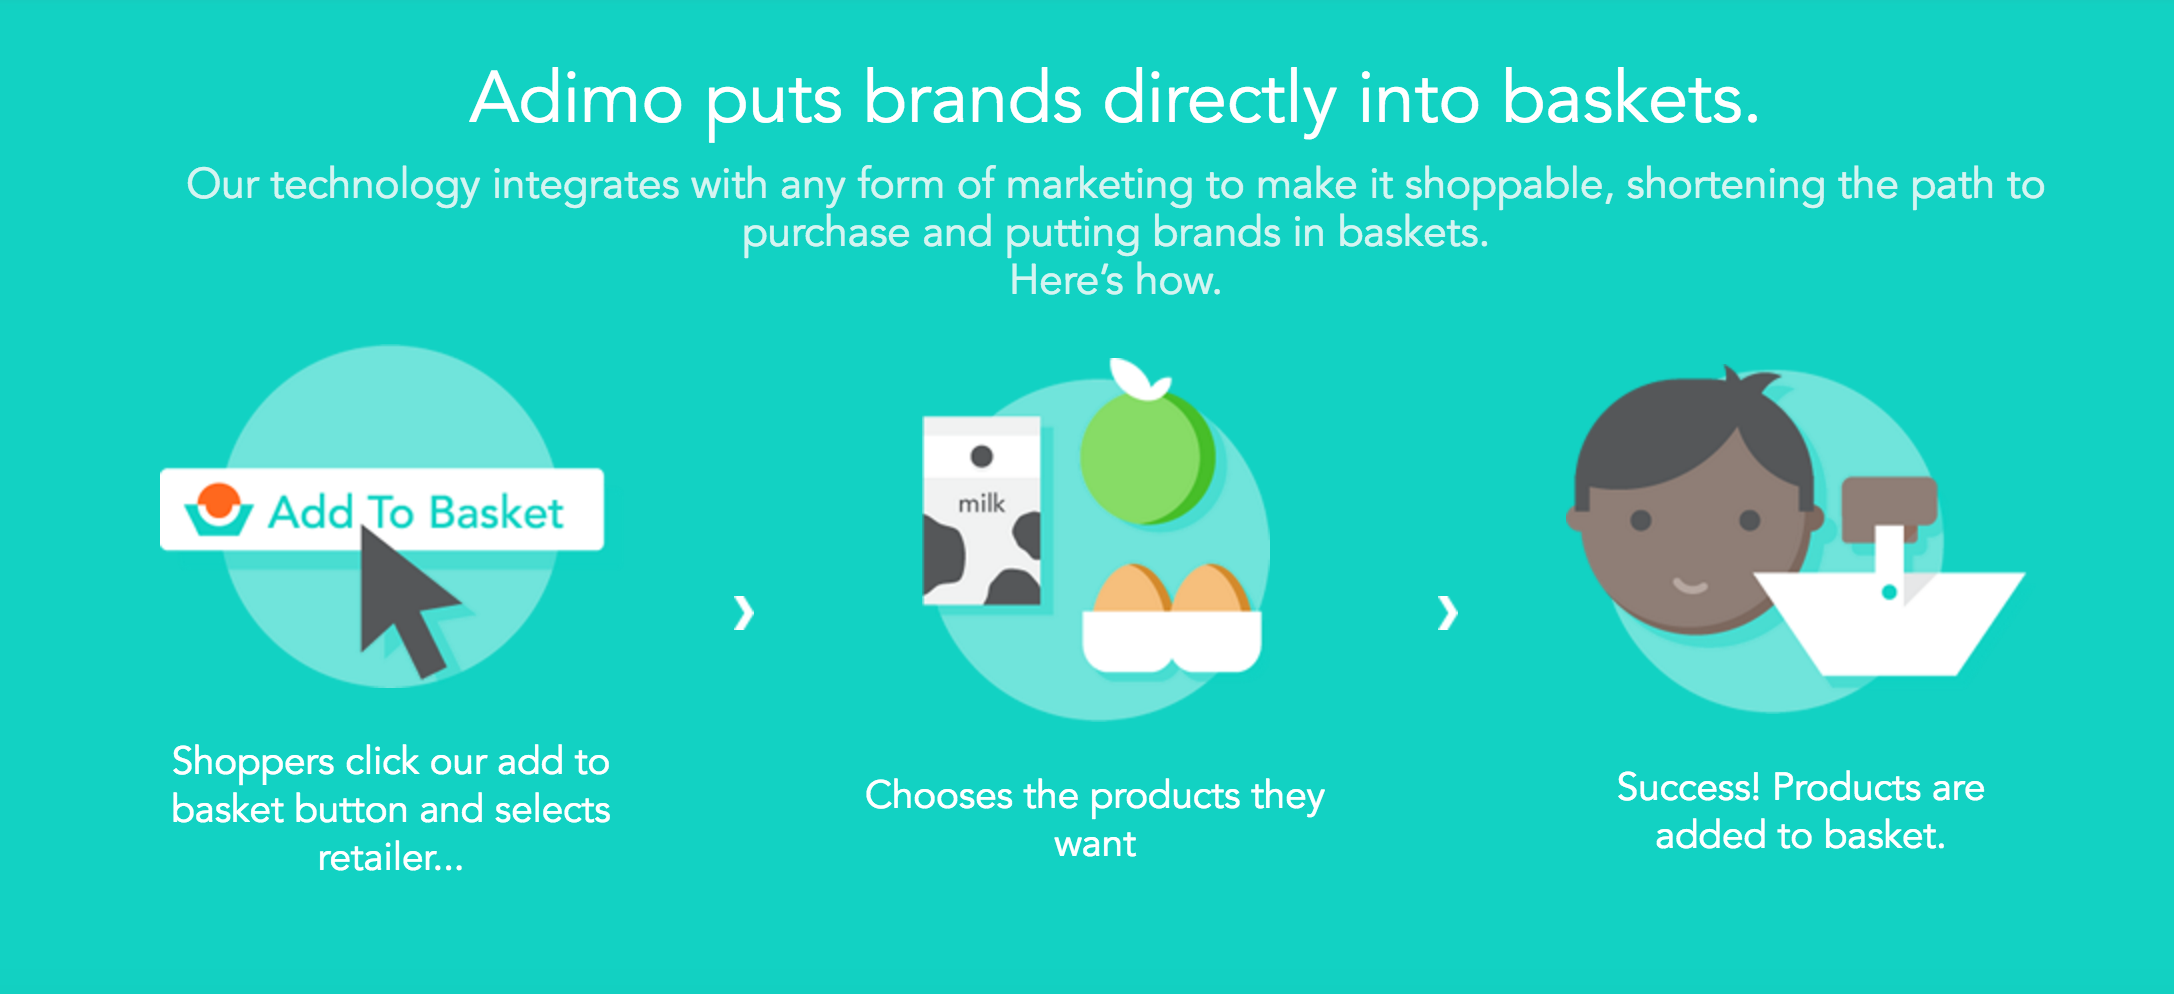 Adimo puts brands directly into baskets.
Our technology integrates with any form of marketing to make it shoppable, shortening the path to
purchase and putting brands in baskets.
Here’s how.
Add To Basket
Shoppers click our add to
basket button and selects
retailer...
milk
Chooses the products they
want
Success! Products are
added to basket.